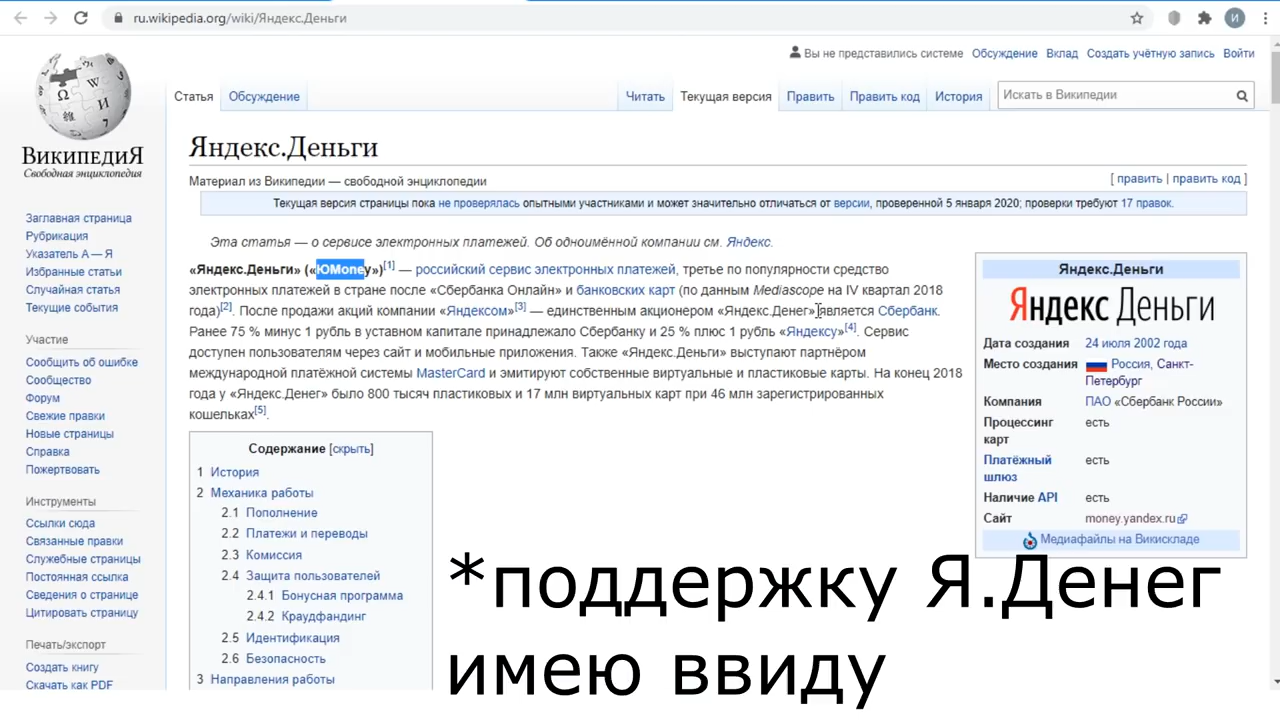 ru.wikipedia.org/wiki/Яндекс.Деньги
И
Вы не представились системе Обсуждение Вклад Создать учётную запись Войти
Статья Обсуждение Читать Текущая версия Править Править код История Искать в Википедии
ВикипедиЯ
Свободная энциклопедия
Заглавная страница
Рубрикация
Указатель А — Я
Избранные статьи
Случайная статья
Текущие события
Участие
Сообщить об ошибке
Сообщество
Форум
Свежие правки
Новые страницы
Справка
Пожертвовать
Инструменты
Ссылки сюда
Связанные правки
Служебные страницы
Постоянная ссылка
Сведения о странице
Цитировать страницу
Печать/экспорт
Создать книгу
Скачать как PDF
Яндекс.Деньги
Материал из Википедии — свободной энциклопедии
[ править | править код ]
Текущая версия страницы пока не проверялась опытными участниками и может значительно отличаться от версии, проверенной 5 января 2020; проверки требуют 17 правок.
Эта статья — о сервисе электронных платежей. Об одноимённой компании см. Яндекс.
«Яндекс.Деньги» («ЮMoney»)[1] — российский сервис электронных платежей, третье по популярности средство
электронных платежей в стране после «Сбербанка Онлайн» и банковских карт (по данным Mediascope на IV квартал 2018
года)[2]. После продажи акций компании «Яндексом»[3] — единственным акционером «Яндекс.Денег» является Сбербанк.
Ранее 75 % минус 1 рубль в уставном капитале принадлежало Сбербанку и 25 % плюс 1 рубль «Яндексу»[4]. Сервис
доступен пользователям через сайт и мобильные приложения. Также «Яндекс.Деньги» выступают партнёром
международной платёжной системы MasterCard и эмитируют собственные виртуальные и пластиковые карты. На конец 2018
года у «Яндекс.Денег» было 800 тысяч пластиковых и 17 млн виртуальных карт при 46 млн зарегистрированных
кошельках[5].
Содержание [скрыть]
1 История
2 Механика работы
2.1 Пополнение
2.2 Платежи и переводы
2.3 Комиссия
2.4 Защита пользователей
2.4.1 Бонусная программа
2.4.2 Краудфандинг
2.5 Идентификация
2.6 Безопасность
3 Направления работы
Яндекс.Деньги
Яндекс Деньги
Дата создания 24 июля 2002 года
Место создания Россия, Санкт-
Петербург
Компания ПАО «Сбербанк России»
Процессинг есть
карт
Платёжный есть
шлюз
Наличие API есть
Сайт money.yandex.ru
Медиафайлы на Викискладе
*поддержку Я.Денег
имею ввиду